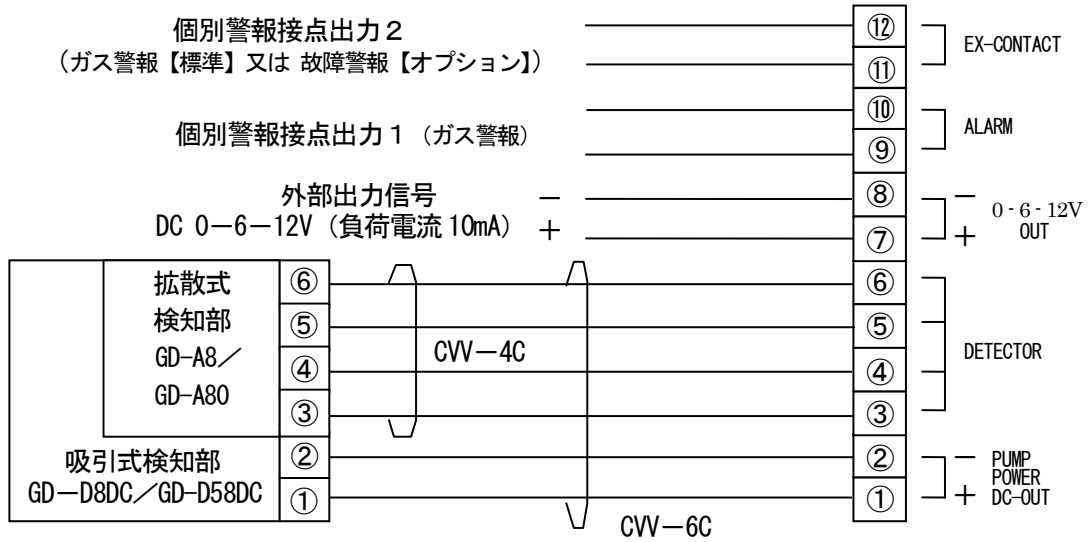 個別警報接点出力2
(ガス警報【標準】又は 故障警報【オプション】)
⑫
⑪
EX-CONTACT
個別警報接点出力1(ガス警報)
⑩
⑨
ALARM
外部出力信号 −
DC 0−6−12V(負荷電流10mA) +
⑧
⑦
−
+
0-6-12V
OUT
拡散式
検知部
GD-A8/
GD-A80
⑥
⑤
④
③
CVV−4C
⑥
⑤
④
③
DETECTOR
吸引式検知部
GD−D8DC/GD-D58DC
②
①
CVV−6C
②
①
−
+
PUMP
POWER
DC-OUT